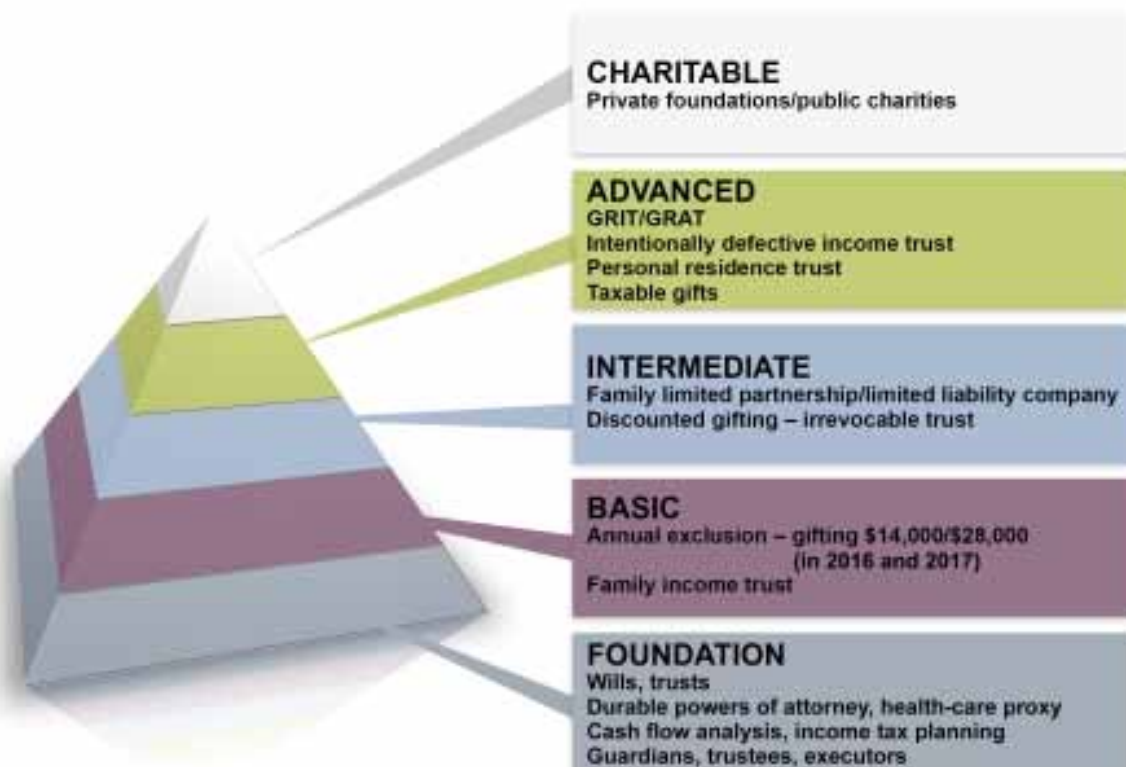 CHARITABLE
Private foundations/public charities
ADVANCED
GRIT/GRAT
Intentionally defective income trust
Personal residence trust
Taxable gifts
INTERMEDIATE
Family limited partnership/limited liability company
Discounted gifting – irrevocable trust
BASIC
Annual exclusion – gifting $14,000/$28,000
(in 2016 and 2017)
Family income trust
FOUNDATION
Wills, trusts
Durable powers of attorney, health-care proxy
Cash flow analysis, income tax planning
Guardians, trustees, executors